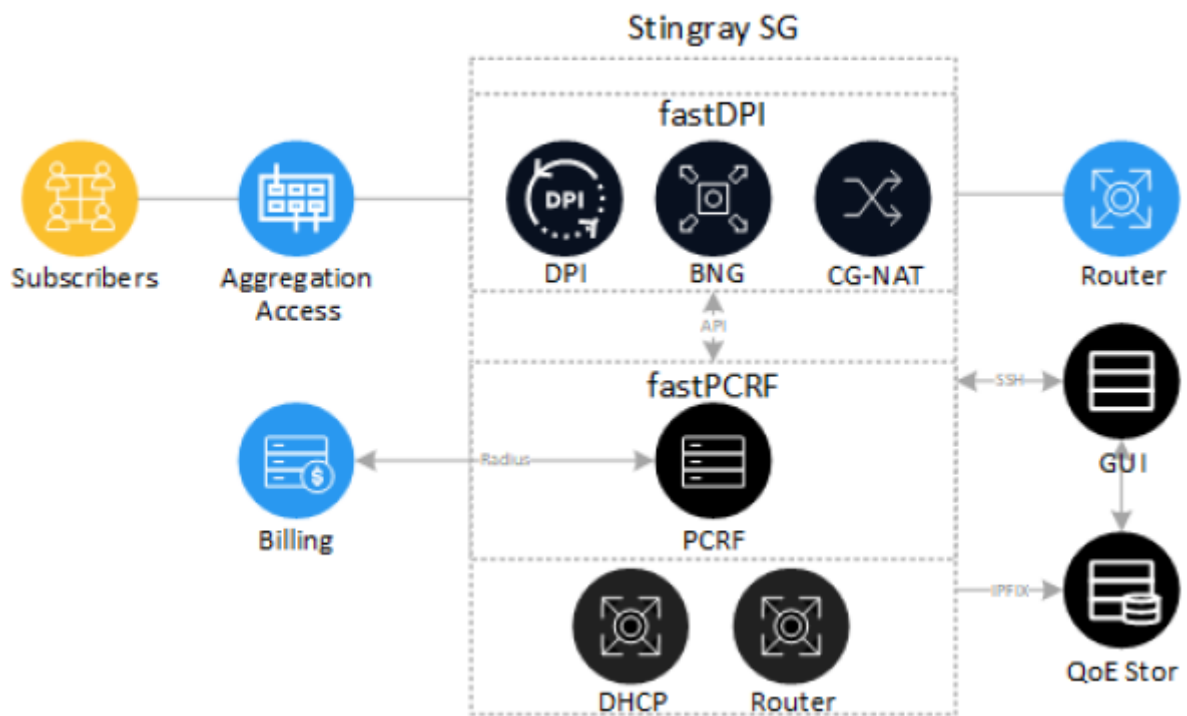 Stingray SG
fastDPI
DPI
Subscribers
Aggregation
Access
DPI
BNG
CG-NAT
Router
API
fastPCRF
SSH
GUI
Radius
Billing
PCRF
IPFIX
DHCP
Router
QoE Stor